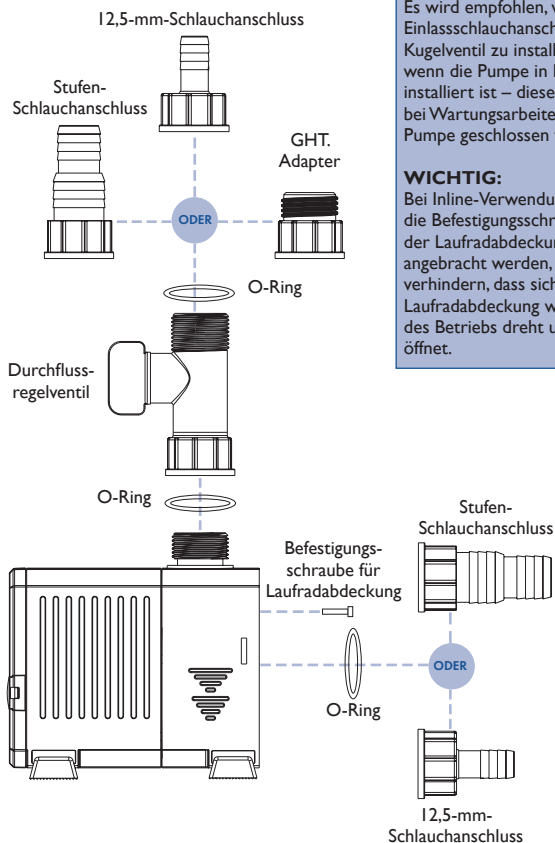 12,5-mm-Schlauchanschluss
Stufen-
Schlauchanschluss
GHT.
Adapter
ODER
O-Ring
Durchfluss-
regelventil
O-Ring
Befestigungs-
schraube für
Laufradabdeckung
O-Ring
Stufen-
Schlauchanschluss
ODER
12,5-mm-
Schlauchanschluss
Es wird empfohlen,
Einlassschlauchansch
Kugelventil zu install
wenn die Pumpe in
installiert ist – diese
bei Wartungsarbeite
Pumpe geschlossen
WICHTIG:
Bei Inline-Verwendu
die Befestigungsschr
der Laufradabdeckun
angebracht werden,
verhindern, dass sich
Laufradabdeckung w
des Betriebs dreht u
öffnet.